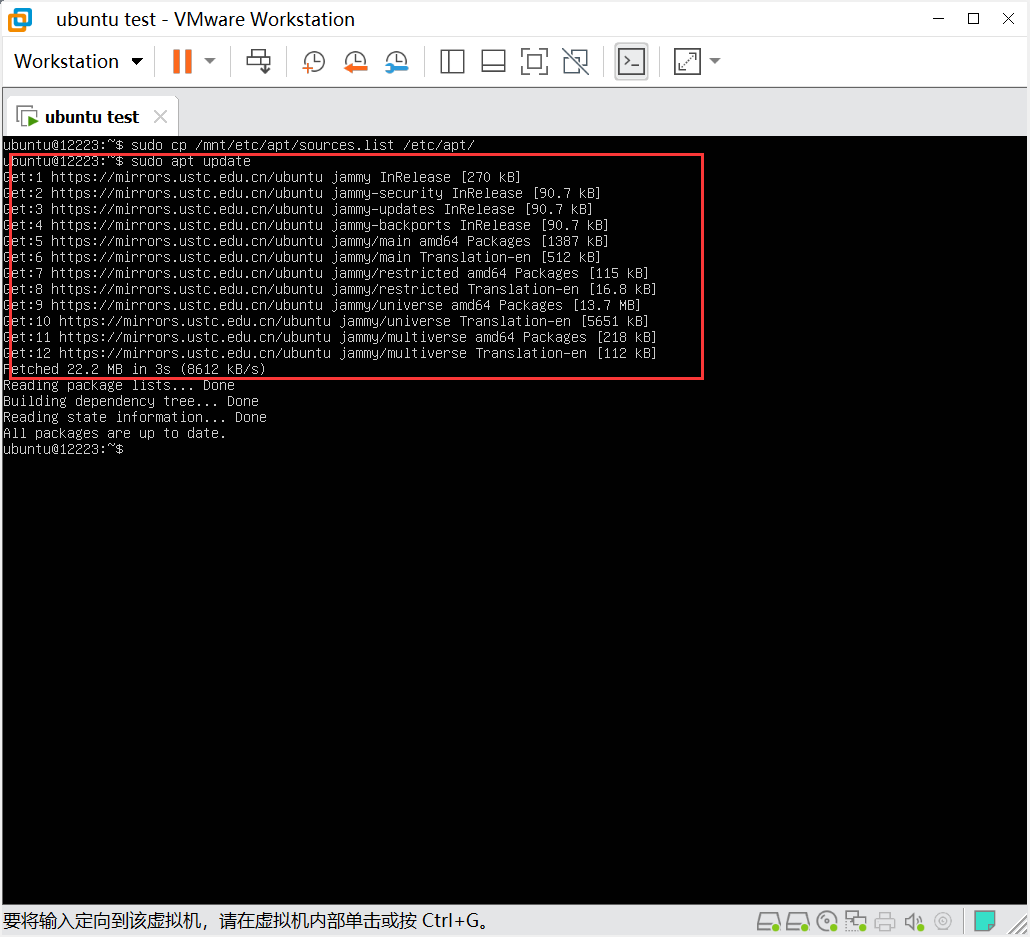 ubuntu test - VMware Workstation
Workstation
ubuntu test
ubuntu@12223:~$ sudo cp /mnt/etc/apt/sources.list /etc/apt/
ubuntu@12223:~$ sudo apt update
Get:1 https://mirrors.ustc.edu.cn/ubuntu jammy InRelease [270 kB]
Get:2 https://mirrors.ustc.edu.cn/ubuntu jammy-security InRelease [90.7 kB]
Get:3 https://mirrors.ustc.edu.cn/ubuntu jammy-updates InRelease [90.7 kB]
Get:4 https://mirrors.ustc.edu.cn/ubuntu jammy-backports InRelease [90.7 kB]
Get:5 https://mirrors.ustc.edu.cn/ubuntu jammy/main amd64 Packages [1387 kB]
Get:6 https://mirrors.ustc.edu.cn/ubuntu jammy/main Translation-en [512 kB]
Get:7 https://mirrors.ustc.edu.cn/ubuntu jammy/restricted amd64 Packages [115 kB]
Get:8 https://mirrors.ustc.edu.cn/ubuntu jammy/restricted Translation-en [16.8 kB]
Get:9 https://mirrors.ustc.edu.cn/ubuntu jammy/universe amd64 Packages [13.7 MB]
Get:10 https://mirrors.ustc.edu.cn/ubuntu jammy/universe Translation-en [5651 kB]
Get:11 https://mirrors.ustc.edu.cn/ubuntu jammy/multiverse amd64 Packages [218 kB]
Get:12 https://mirrors.ustc.edu.cn/ubuntu jammy/multiverse Translation-en [112 kB]
Fetched 22.2 MB in 3s (8612 kB/s)
Reading package lists... Done
Building dependency tree... Done
Reading state information... Done
All packages are up to date.
ubuntu@12223:~$
要将输入定向到该虚拟机，请在虚拟机内部单击或按 Ctrl+G。